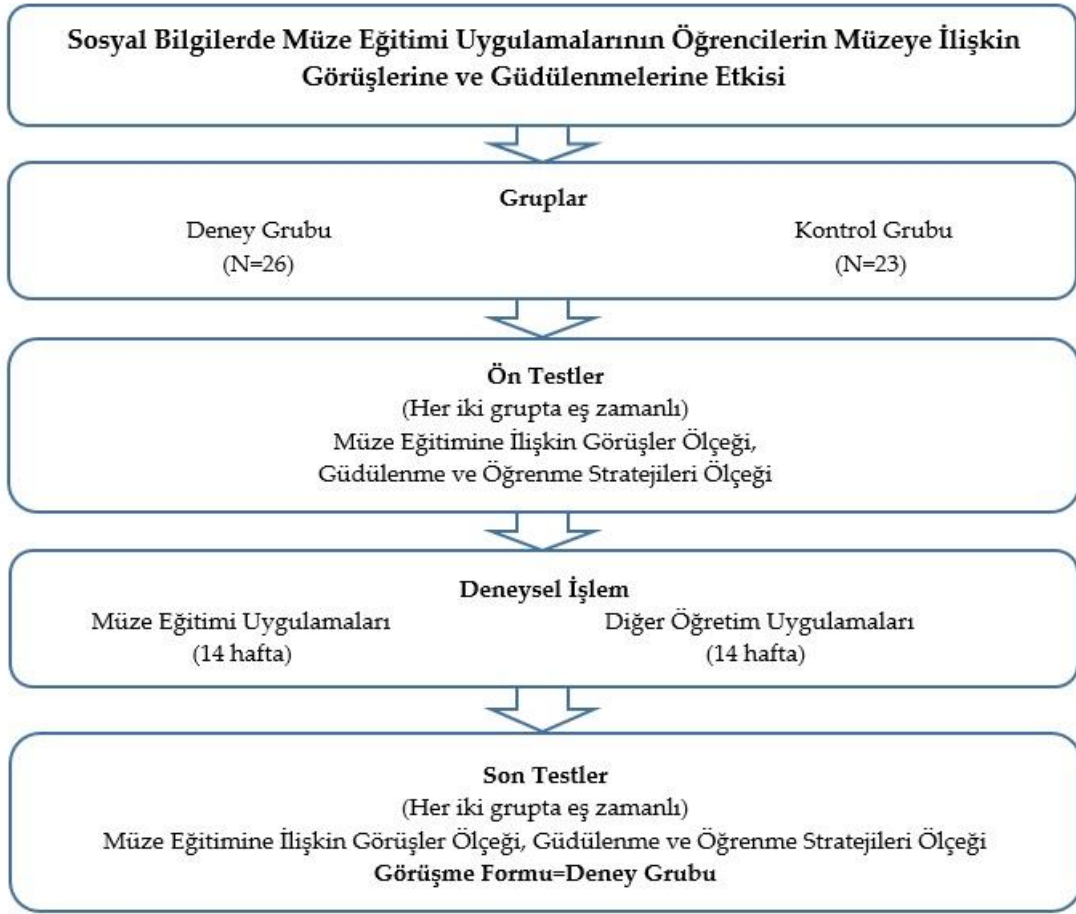 Sosyal Bilgilerde Müze Eğitimi Uygulamalarının Öğrencilerin Müzeye İlişkin
Görüşlerine ve Güdülenmelerine Etkisi
Gruplar
Deney Grubu
(N=26)
Kontrol Grubu
(N=23)
Ön Testler
(Her iki grupta eş zamanlı)
Müze Eğitimine İlişkin Görüşler Ölçeği,
Güdülenme ve Öğrenme Stratejileri Ölçeği
Deneysel İşlem
Müze Eğitimi Uygulamaları
(14 hafta)
Diğer Öğretim Uygulamaları
(14 hafta)
Son Testler
(Her iki grupta eş zamanlı)
Müze Eğitimine İlişkin Görüşler Ölçeği, Güdülenme ve Öğrenme Stratejileri Ölçeği
Görüşme Formu=Deney Grubu